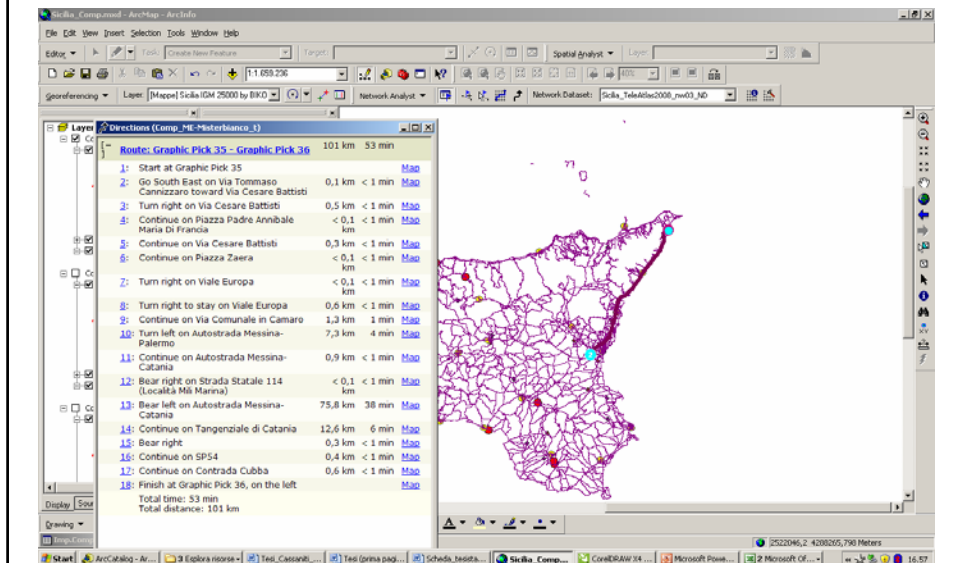 Sicilia_Comp.mxd - ArcMap - ArcInfo
File Edit View Insert Selection Tools Window Help
Editor Task: Create New Feature Target: Spatial Analyst Layer:
1:1.659.236 40%
Georeferencing Layer: [Mappe] Sicilia IGM 25000 by BIKO Network Analyst Network Dataset: Sicilia_TeleAtlas2008_nw03_ND
Layer
Directions (Comp_ME-Misterbianco_t)
[-] Route: Graphic Pick 35 - Graphic Pick 36 101 km 53 min
1: Start at Graphic Pick 35 Map
2: Go South East on Via Tommaso 0,1 km < 1 min Map
Cannizzaro toward Via Cesare Battisti
3: Turn right on Via Cesare Battisti 0,5 km < 1 min Map
4: Continue on Piazza Padre Annibale < 0,1 < 1 min Map
Maria Di Francia km
5: Continue on Via Cesare Battisti 0,3 km < 1 min Map
6: Continue on Piazza Zaera < 0,1 < 1 min Map
km
7: Turn right on Viale Europa < 0,1 < 1 min Map
km
8: Turn right to stay on Viale Europa 0,6 km < 1 min Map
9: Continue on Via Comunale in Camaro 1,3 km 1 min Map
10: Turn left on Autostrada Messina- 7,3 km 4 min Map
Palermo
11: Continue on Autostrada Messina- 0,9 km < 1 min Map
Catania
12: Bear right on Strada Statale 114 < 0,1 < 1 min Map
(Località Mili Marina) km
13: Bear left on Autostrada Messina- 75,8 km 38 min Map
Catania
14: Continue on Tangenziale di Catania 12,6 km 6 min Map
15: Bear right 0,3 km < 1 min Map
16: Continue on SP54 0,4 km < 1 min Map
17: Continue on Contrada Cubba 0,6 km < 1 min Map
18: Finish at Graphic Pick 36, on the left Map
Total time: 53 min
Total distance: 101 km
Display Sour
Drawing A
2522046,2 4288265,798 Meters
Start ArcCatalog - Ar... 3 Esplora risorse Tesi_Cassaniti_... Tesi (prima pagi... Scheda_tesista... Sicilia_Comp... CorelDRAW X4 ... Microsoft Powe... 2 Microsoft Of... 16.57